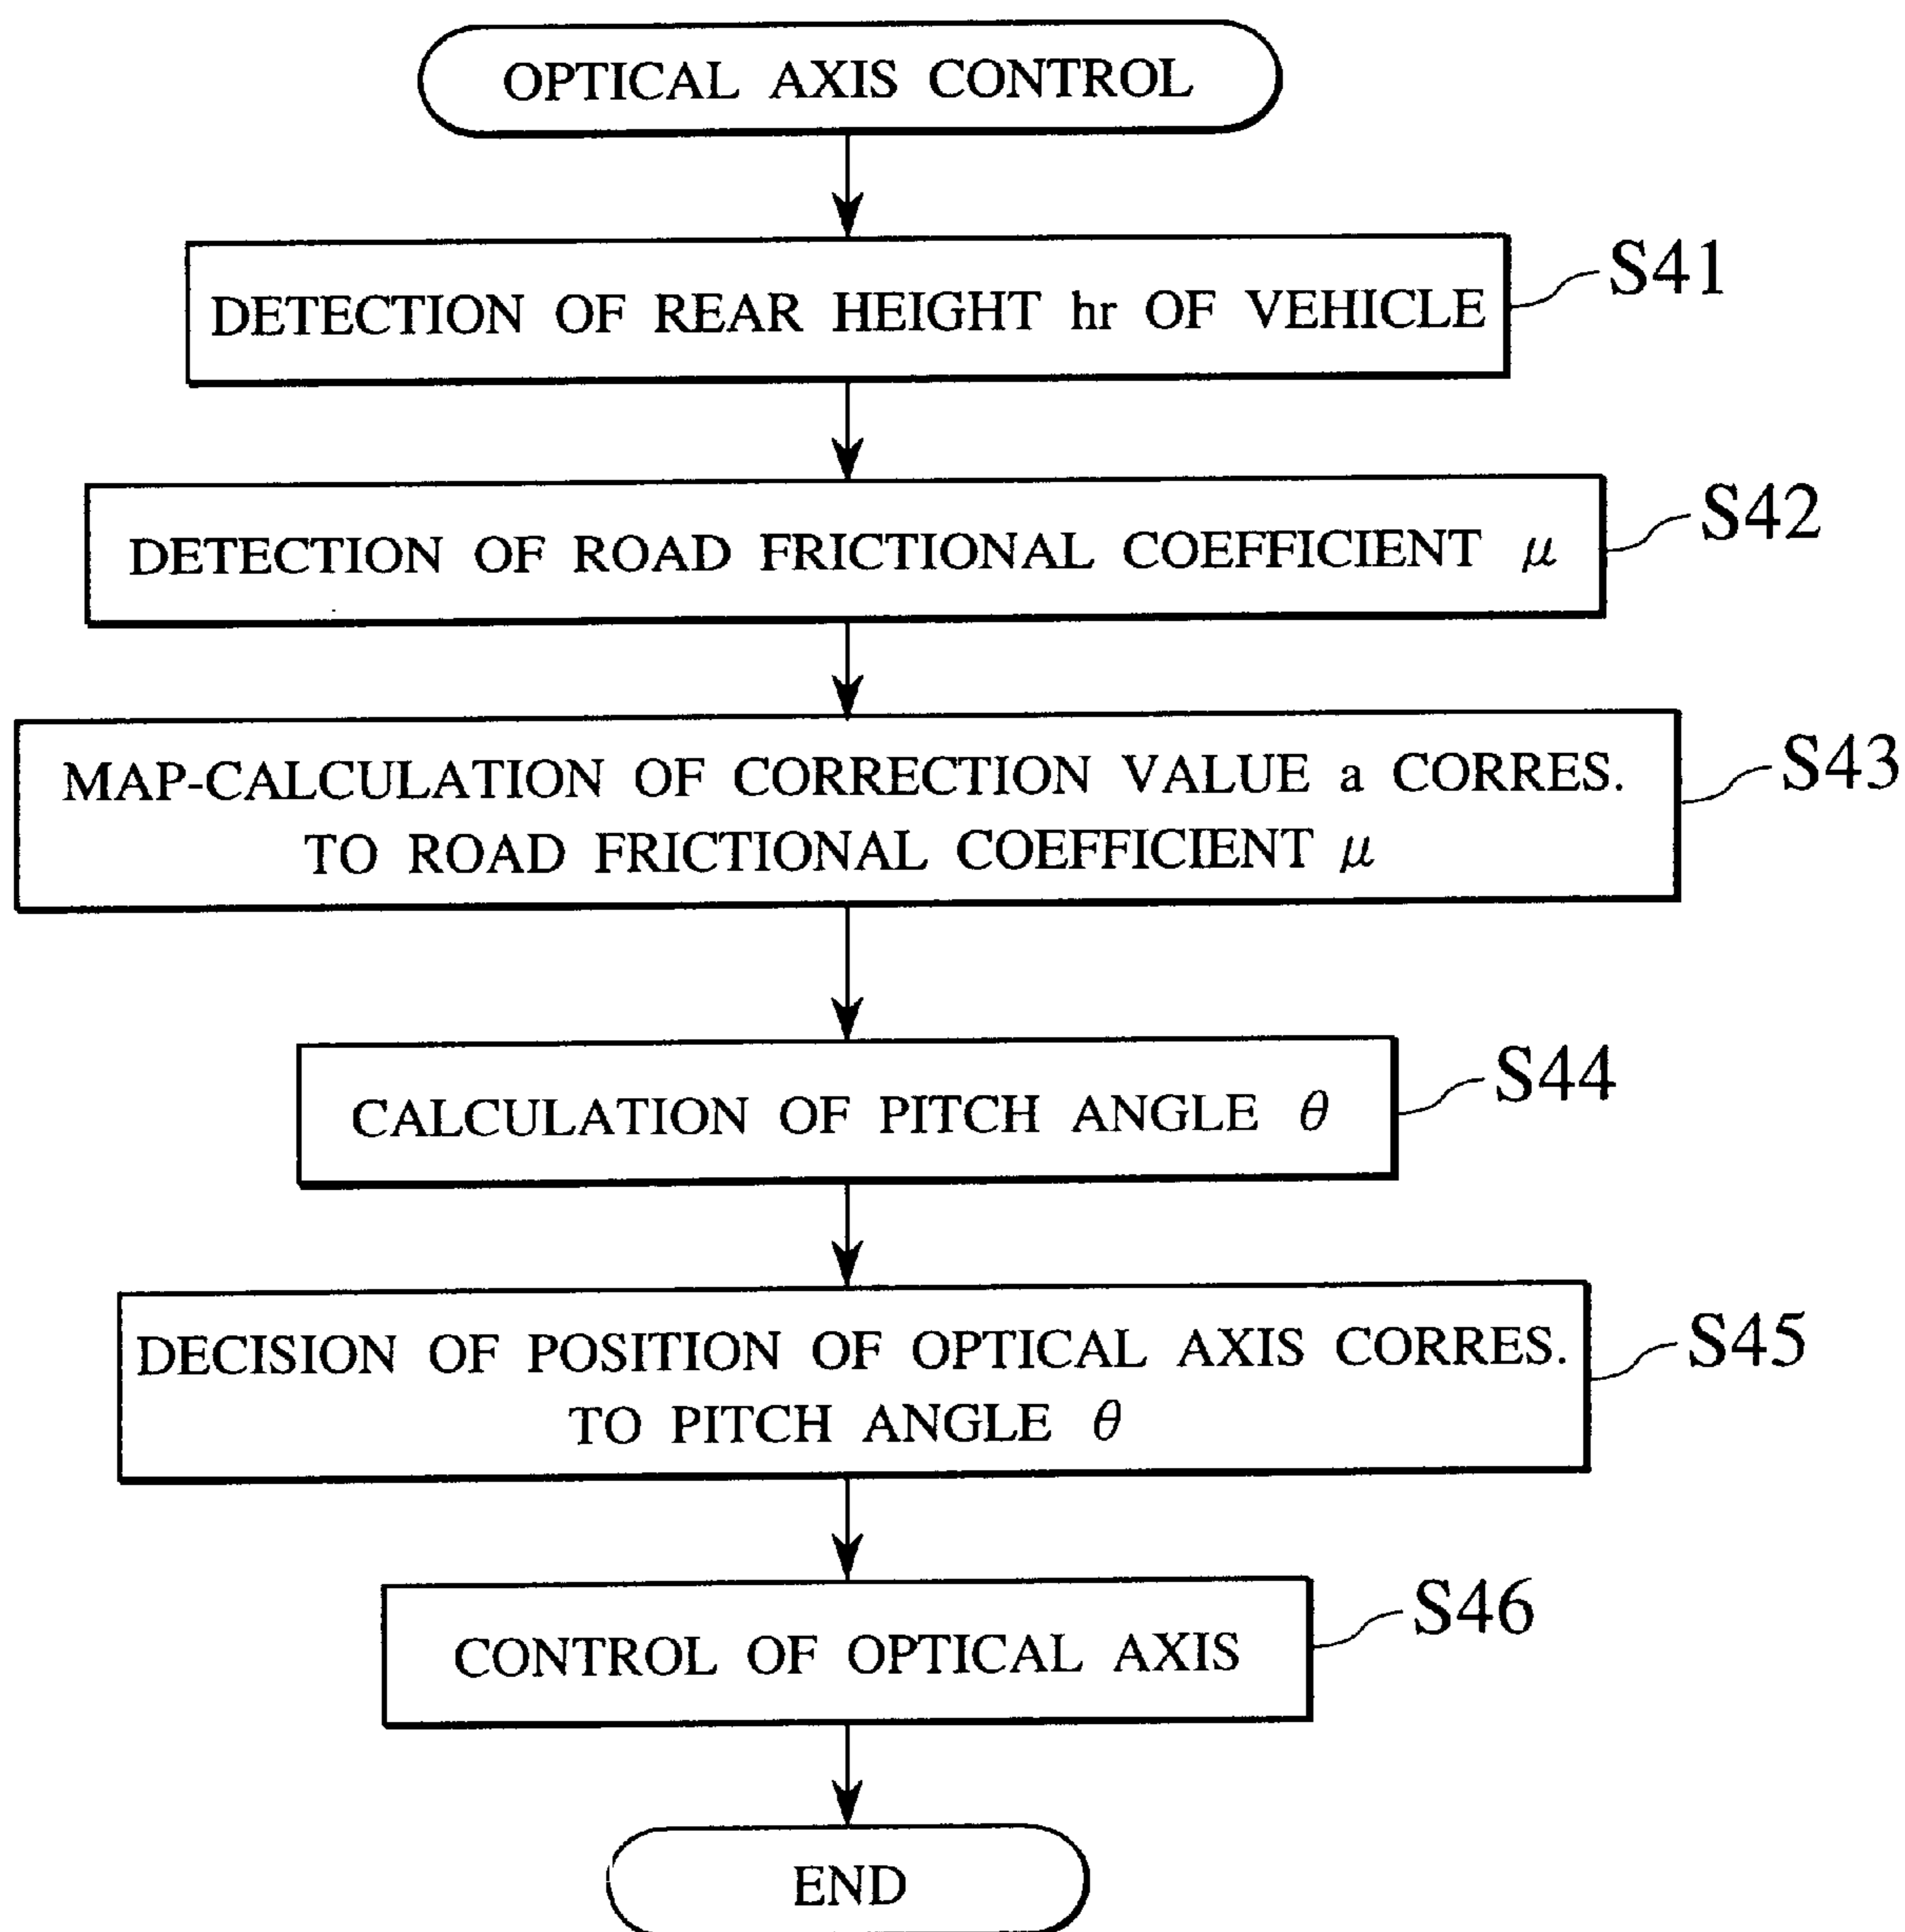 OPTICAL AXIS CONTROL
DETECTION OF REAR HEIGHT hr OF VEHICLE
S41
DETECTION OF ROAD FRICTIONAL COEFFICIENT μ
S42
MAP-CALCULATION OF CORRECTION VALUE a CORRES.
TO ROAD FRICTIONAL COEFFICIENT μ
S43
CALCULATION OF PITCH ANGLE θ
S44
DECISION OF POSITION OF OPTICAL AXIS CORRES.
TO PITCH ANGLE θ
S45
CONTROL OF OPTICAL AXIS
S46
END